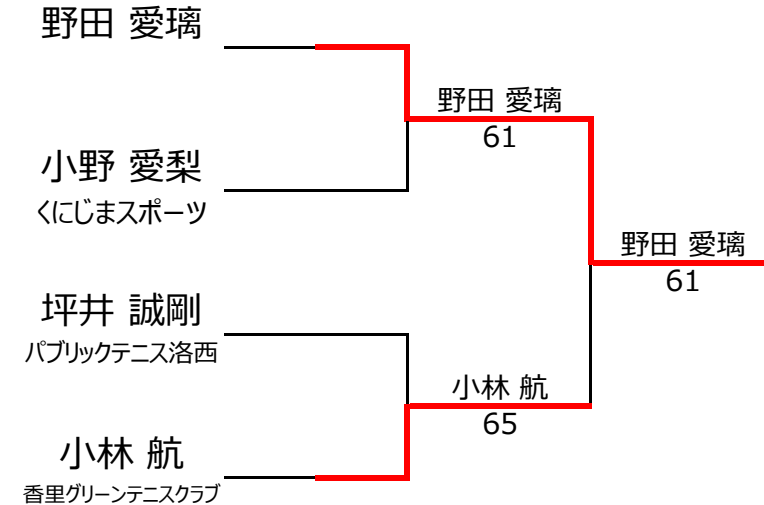 野田 愛璃
小野 愛梨
くにじまスポーツ
坪井 誠剛
パブリックテニス洛西
小林 航
香里グリーンテニスクラブ
野田 愛璃
61
小林 航
65
野田 愛璃
61